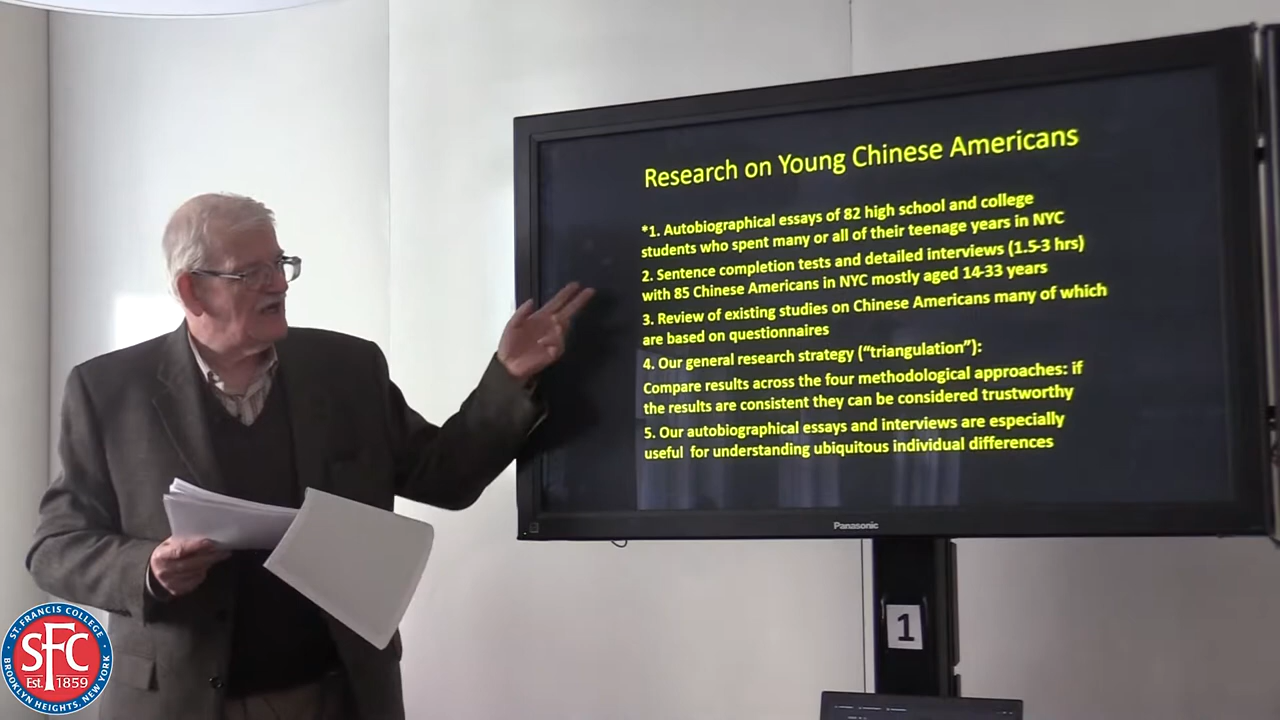 Research on Young Chinese Americans
*1. Autobiographical essays of 82 high school and college
students who spent many or all of their teenage years in NYC
2. Sentence completion tests and detailed interviews (1.5-3 hrs)
with 85 Chinese Americans in NYC mostly aged 14-33 years
3. Review of existing studies on Chinese Americans many of which
are based on questionnaires
4. Our general research strategy (“triangulation”):
Compare results across the four methodological approaches: if
the results are consistent they can be considered trustworthy
5. Our autobiographical essays and interviews are especially
useful for understanding ubiquitous individual differences
Panasonic
1
ST. FRANCIS COLLEGE
SFC
EST. 1859
BROOKLYN HEIGHTS, NEW YORK